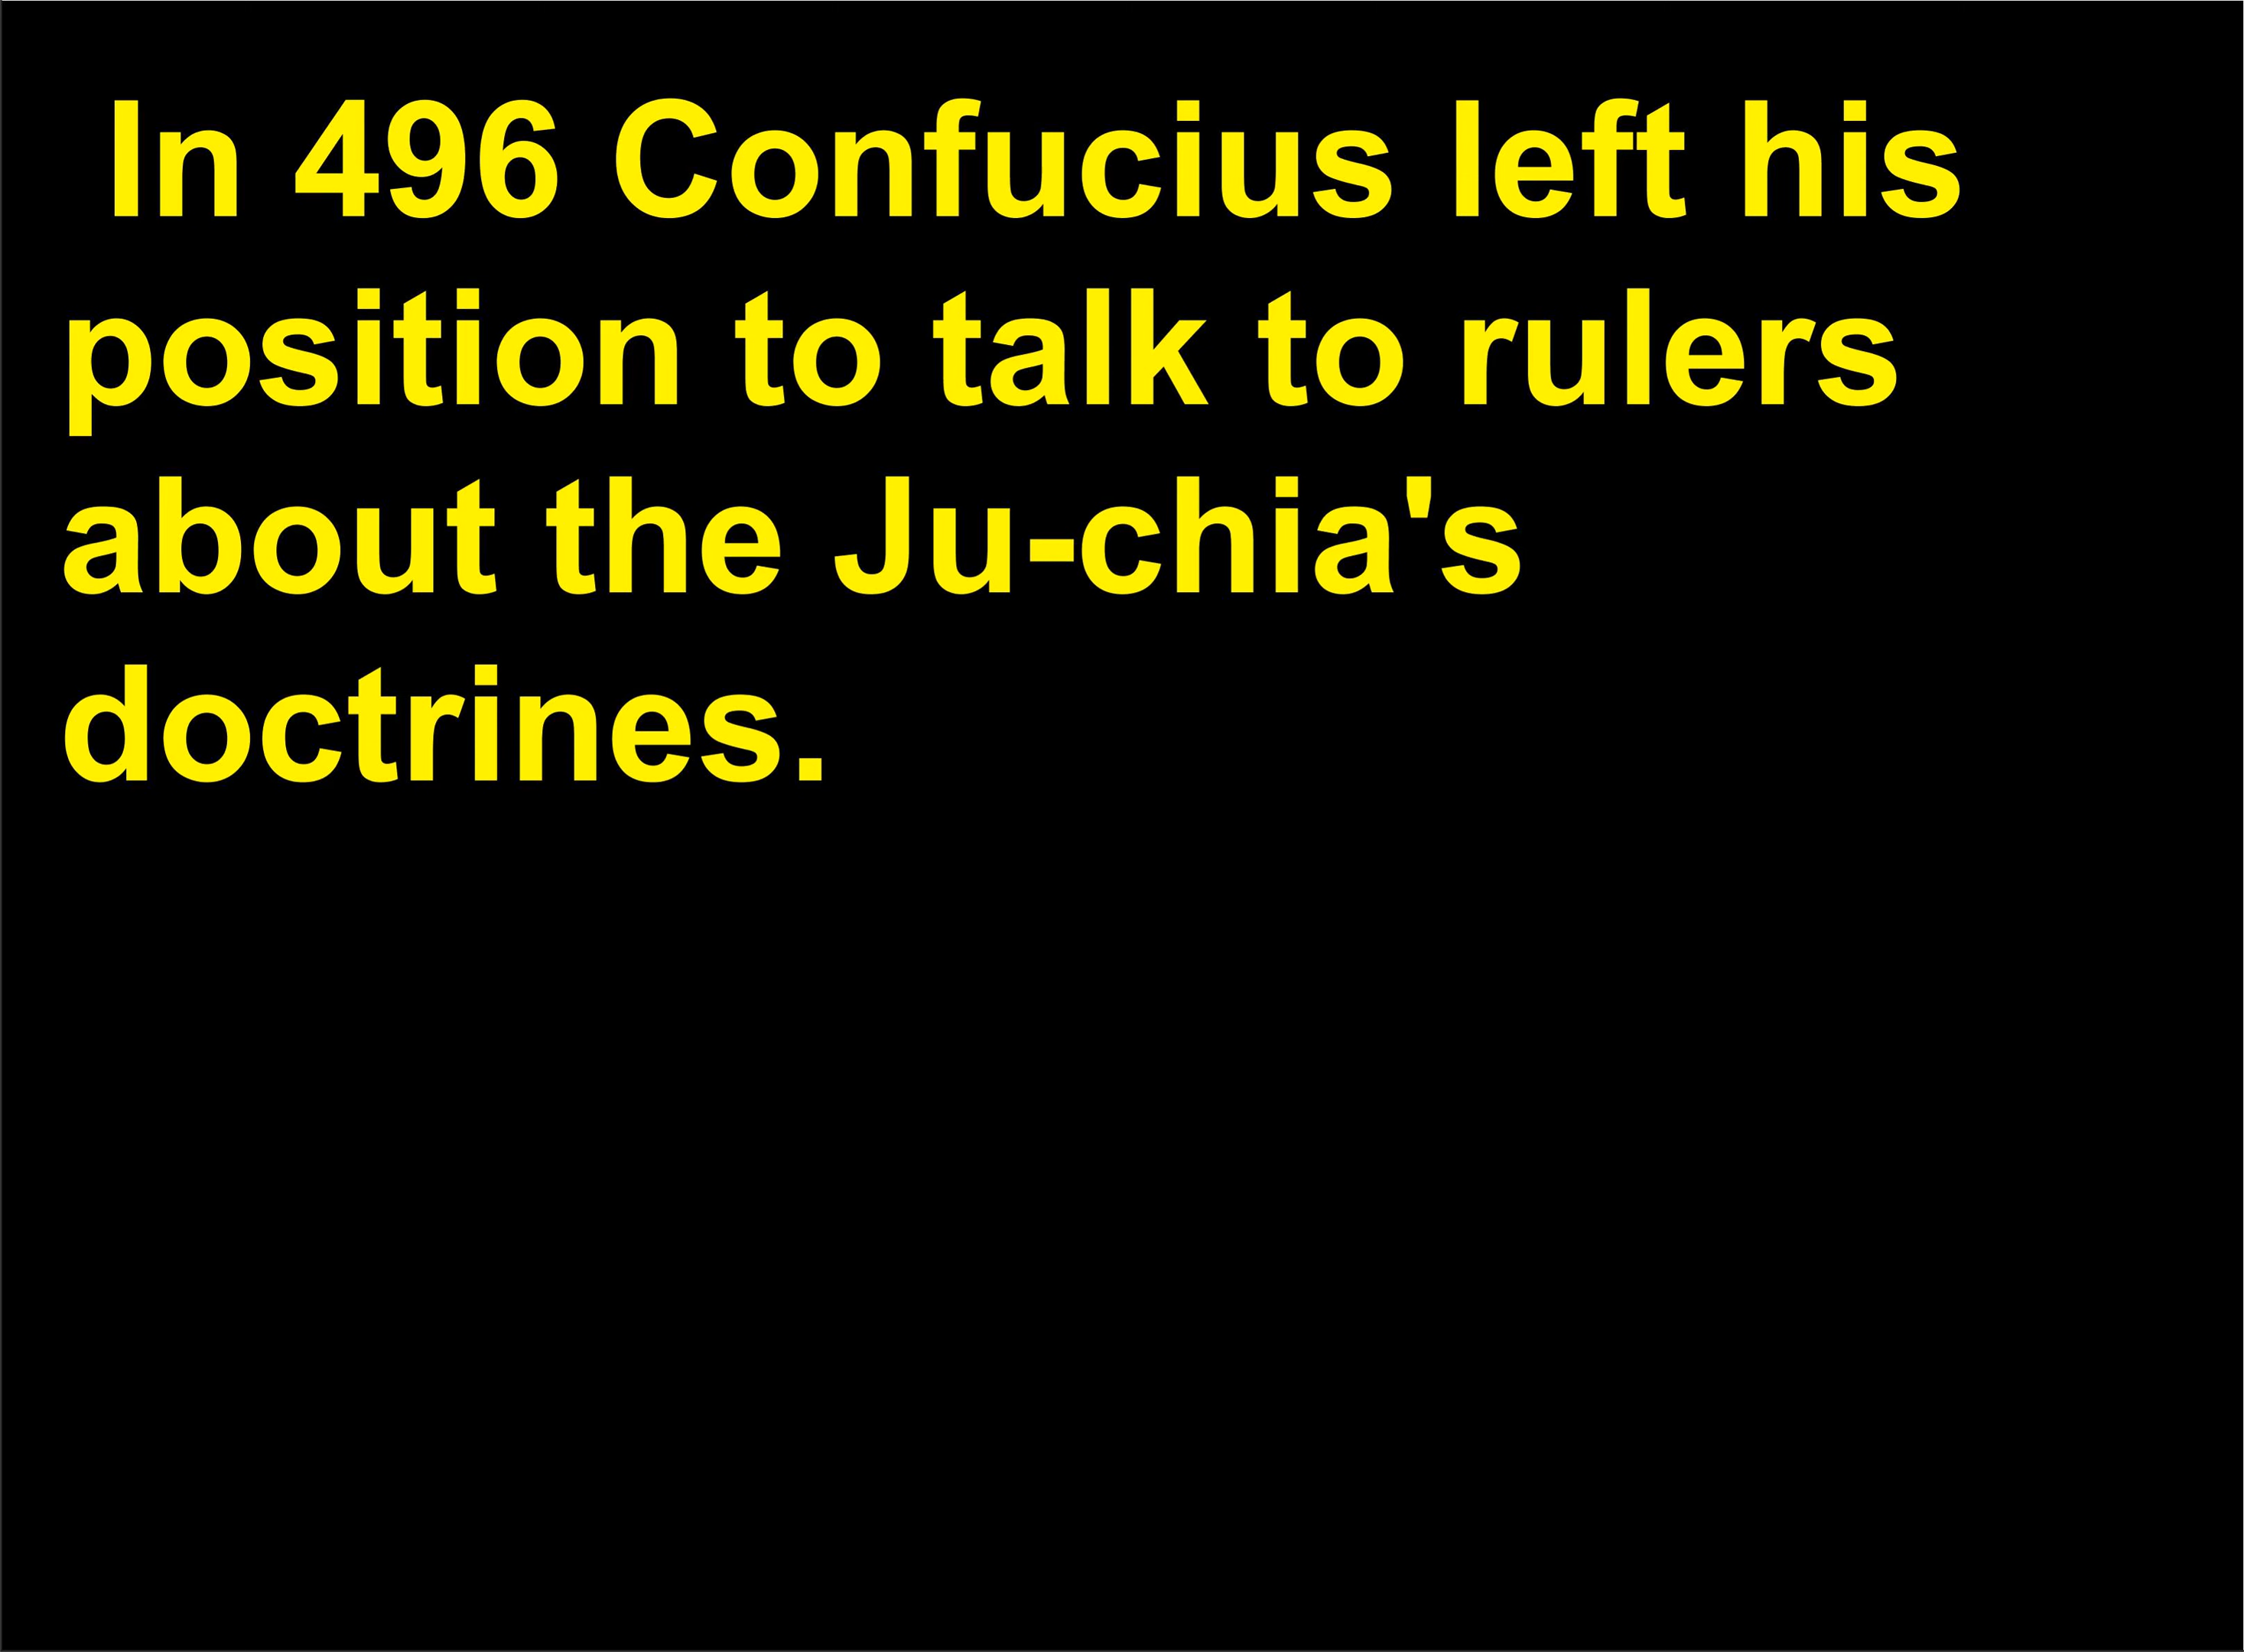 In 496 Confucius left his
position to talk to rulers
about the Ju-chia's
doctrines.